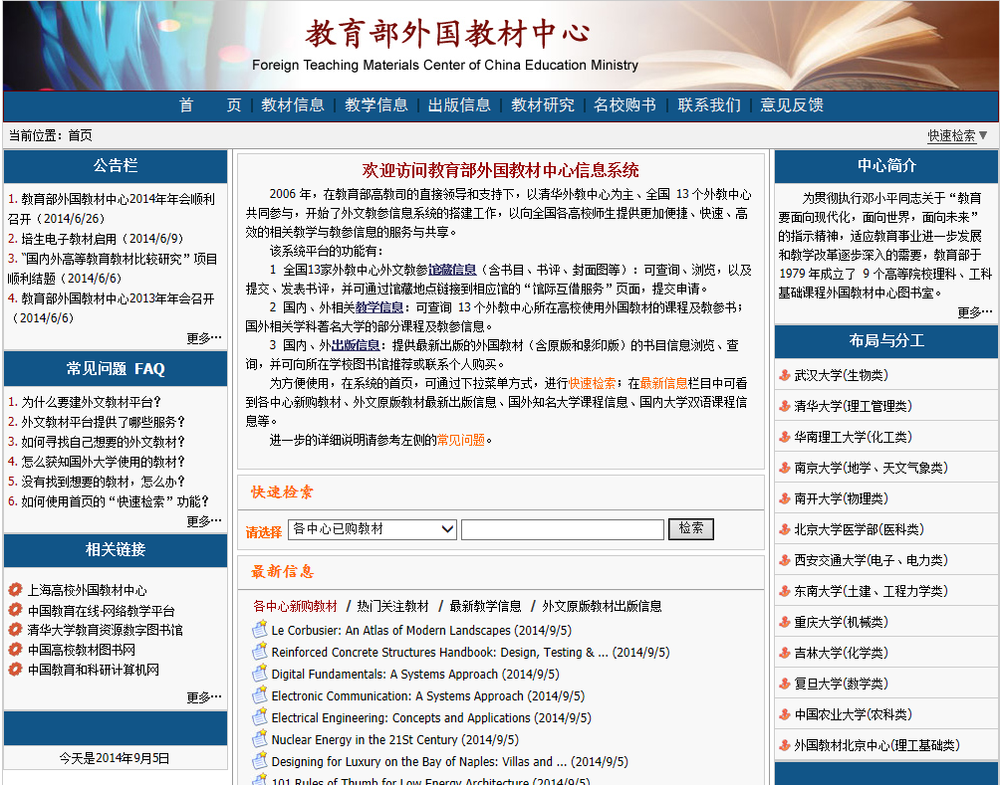 教育部外国教材中心
Foreign Teaching Materials Center of China Education Ministry
首 页 | 教材信息 | 教学信息 | 出版信息 | 教材研究 | 名校购书 | 联系我们 | 意见反馈
当前位置：首页
快速检索▼
公告栏
1. 教育部外国教材中心2014年年会顺利
召开（2014/6/26）
2. 培生电子教材启用（2014/6/9）
3. “国内外高等教育教材比较研究”项目
顺利结题（2014/6/6）
4. 教育部外国教材中心2013年年会召开
（2014/6/6）
更多…
常见问题 FAQ
1. 为什么要建外文教材平台？
2. 外文教材平台提供了哪些服务？
3. 如何寻找自己想要的外文教材？
4. 怎么获知国外大学使用的教材？
5. 没有找到想要的教材，怎么办？
6. 如何使用首页的“快速检索”功能？
更多…
相关链接
上海高校外国教材中心
中国教育在线-网络教学平台
清华大学教育资源数字图书馆
中国高校教材图书网
中国教育和科研计算机网
更多…
今天是2014年9月5日
欢迎访问教育部外国教材中心信息系统
2006 年，在教育部高教司的直接领导和支持下，以清华外教中心为主、全国 13 个外教中心
共同参与，开始了外文教参信息系统的搭建工作，以向全国各高校师生提供更加便捷、快速、高
效的相关教学与教参信息的服务与共享。
该系统平台的功能有：
1 全国13家外教中心外文教参馆藏信息（含书目、书评、封面图等）：可查询、浏览，以及
提交、发表书评，并可通过馆藏地点链接到相应馆的“馆际互借服务”页面，提交申请。
2 国内、外相关教学信息：可查询 13 个外教中心所在高校使用外国教材的课程及教参书；
国外相关学科著名大学的部分课程及教参信息。
3 国内、外出版信息：提供最新出版的外国教材（含原版和影印版）的书目信息浏览、查
询，并可向所在学校图书馆推荐或联系个人购买。
为方便使用，在系统的首页，可通过下拉菜单方式，进行快速检索；在最新信息栏目中可看
到各中心新购教材、外文原版教材最新出版信息、国外知名大学课程信息、国内大学双语课程信
息等。
进一步的详细说明请参考左侧的常见问题。
快速检索
请选择 各中心已购教材 检索
最新信息
各中心新购教材 / 热门关注教材 / 最新教学信息 / 外文原版教材出版信息
Le Corbusier: An Atlas of Modern Landscapes (2014/9/5)
Reinforced Concrete Structures Handbook: Design, Testing & ... (2014/9/5)
Digital Fundamentals: A Systems Approach (2014/9/5)
Electronic Communication: A Systems Approach (2014/9/5)
Electrical Engineering: Concepts and Applications (2014/9/5)
Nuclear Energy in the 21St Century (2014/9/5)
Designing for Luxury on the Bay of Naples: Villas and ... (2014/9/5)
101 Rules of Thumb for Low Energy Architecture (2014/9/5)
中心简介
为贯彻执行邓小平同志关于“教育
要面向现代化，面向世界，面向未来”
的指示精神，适应教育事业进一步发展
和教学改革逐步深入的需要，教育部于
1979 年成立了 9 个高等院校理科、工科
基础课程外国教材中心图书室。
更多…
布局与分工
武汉大学(生物类)
清华大学(理工管理类)
华南理工大学(化工类)
南京大学(地学、天文气象类)
南开大学(物理类)
北京大学医学部(医科类)
西安交通大学(电子、电力类)
东南大学(土建、工程力学类)
重庆大学(机械类)
吉林大学(化学类)
复旦大学(数学类)
中国农业大学(农科类)
外国教材北京中心(理工基础类)